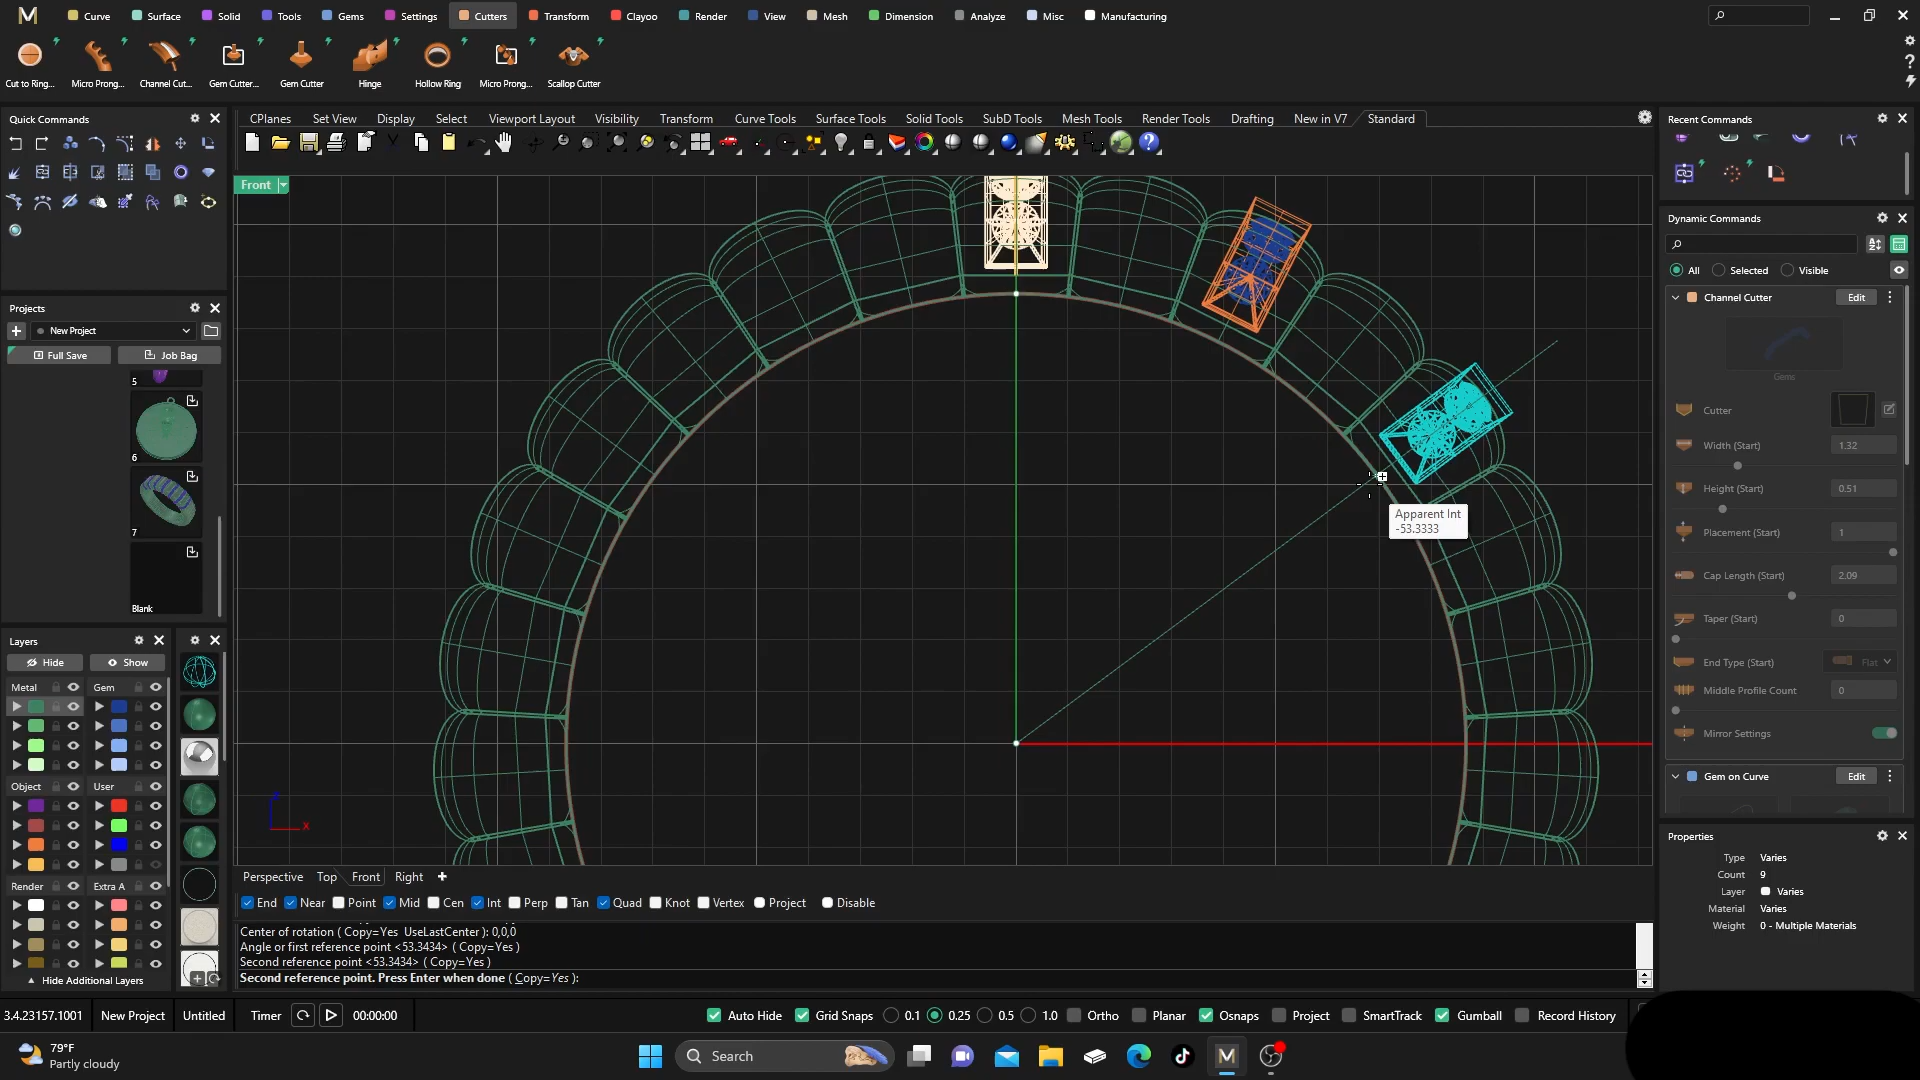 Curve Surface Solid Tools Gems Settings Cutters Transform Clayoo Render View Mesh Dimension Analyze Misc Manufacturing
Cut to Ring... Micro Prong... Channel Cut... Gem Cutter... Gem Cutter Hinge Hollow Ring Micro Prong... Scallop Cutter
Quick Commands
CPlanes Set View Display Select Viewport Layout Visibility Transform Curve Tools Surface Tools Solid Tools SubD Tools Mesh Tools Render Tools Drafting New in V7 Standard
Recent Commands
Front
Dynamic Commands
All Selected Visible
Channel Cutter Edit
Gems
Cutter
Width (Start) 1.32
Height (Start) 0.51
Placement (Start) 1
Cap Length (Start) 2.09
Taper (Start) 0
End Type (Start) Flat
Middle Profile Count 0
Mirror Settings
Gem on Curve Edit
Projects
New Project
Full Save Job Bag
5
6
7
Blank
Apparent Int
-53.3333
x
Layers
Hide Show
Metal Gem
Object User
Render Extra A
Hide Additional Layers
Properties
Type Varies
Count 9
Layer Varies
Material Varies
Weight 0 - Multiple Materials
Perspective Top Front Right
End Near Point Mid Cen Int Perp Tan Quad Knot Vertex Project Disable
Center of rotation ( Copy=Yes UseLastCenter ): 0,0,0
Angle or first reference point <53.3434> ( Copy=Yes )
Second reference point <53.3434> ( Copy=Yes )
Second reference point. Press Enter when done ( Copy=Yes ):
3.4.23157.1001 New Project Untitled Timer 00:00:00 Auto Hide Grid Snaps 0.1 0.25 0.5 1.0 Ortho Planar Osnaps Project SmartTrack Gumball Record History
79°F
Partly cloudy
Search